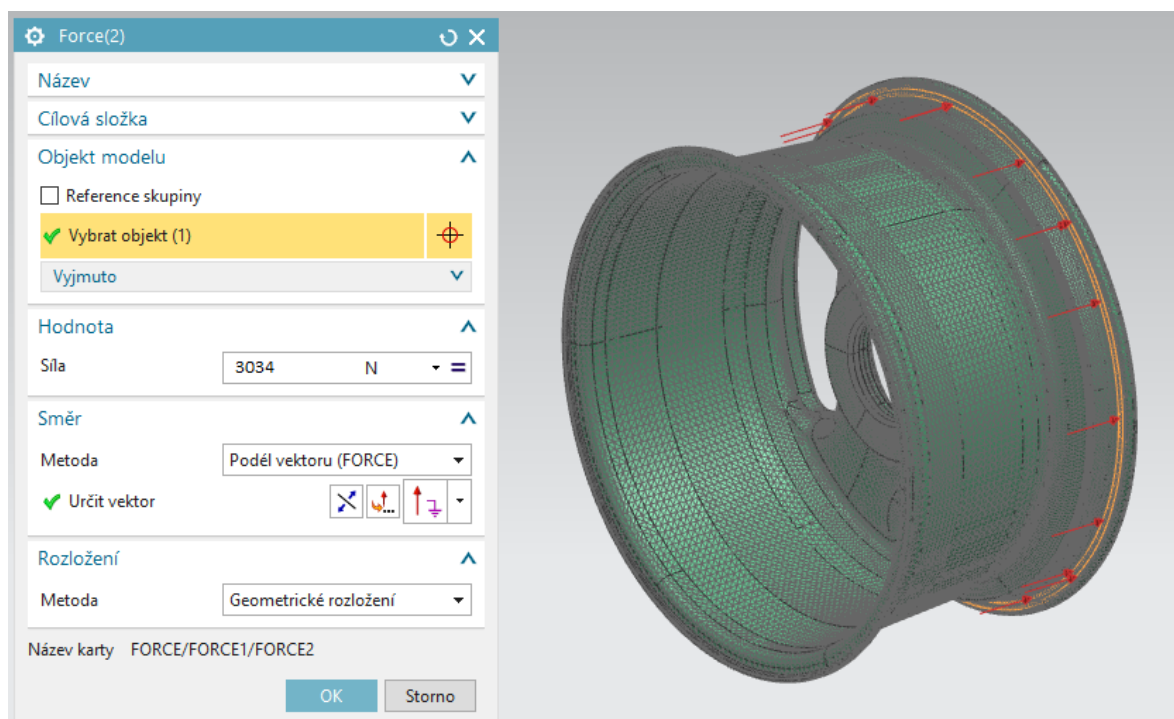 Force(2)
Název
Cílová složka
Objekt modelu
Reference skupiny
Vybrat objekt (1)
Vyjmuto
Hodnota
Síla 3034 N
Směr
Metoda Podél vektoru (FORCE)
Určit vektor
Rozložení
Metoda Geometrické rozložení
Název karty FORCE/FORCE1/FORCE2
OK Storno